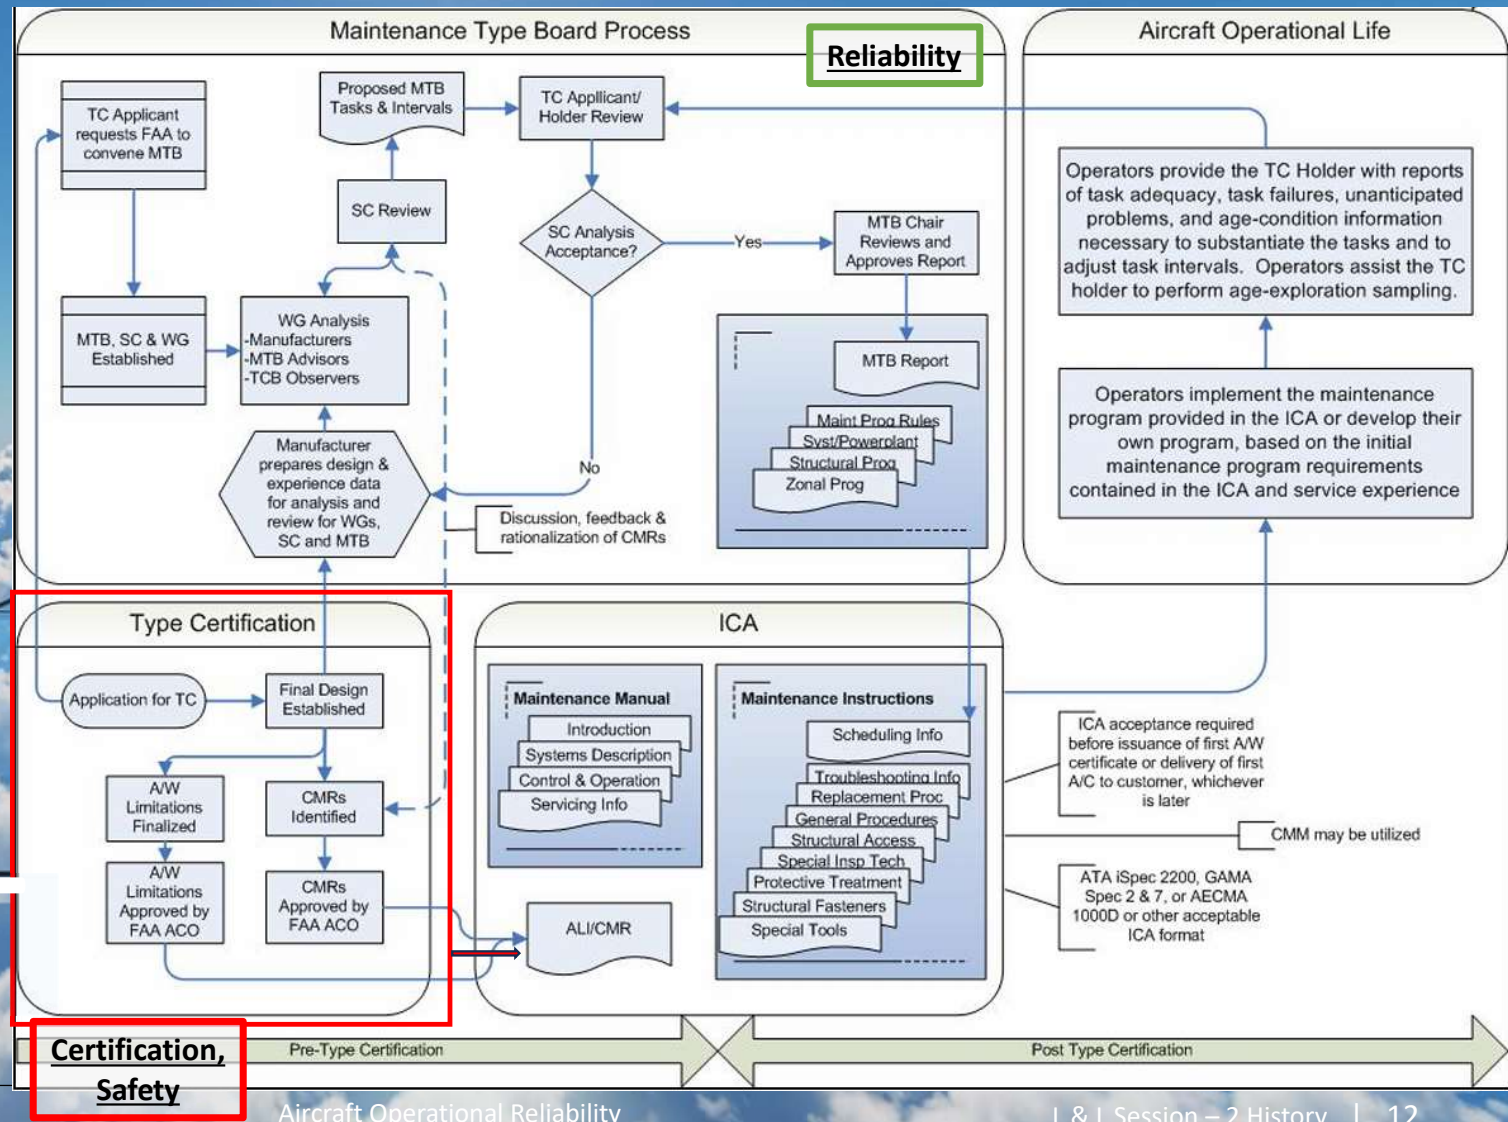 Maintenance Type Board Process
Reliability
Aircraft Operational Life
TC Applicant
requests FAA to
convene MTB
Proposed MTB
Tasks & Intervals
TC Appllicant/
Holder Review
SC Review
SC Analysis
Acceptance?
Yes
MTB Chair
Reviews and
Approves Report
Operators provide the TC Holder with reports
of task adequacy, task failures, unanticipated
problems, and age-condition information
necessary to substantiate the tasks and to
adjust task intervals. Operators assist the TC
holder to perform age-exploration sampling.
MTB, SC & WG
Established
WG Analysis
-Manufacturers
-MTB Advisors
-TCB Observers
MTB Report
Maint Prog Rules
Syst/Powerplant
Structural Prog
Zonal Prog
Operators implement the maintenance
program provided in the ICA or develop their
own program, based on the initial
maintenance program requirements
contained in the ICA and service experience
Manufacturer
prepares design &
experience data
for analysis and
review for WGs,
SC and MTB
No
Discussion, feedback &
rationalization of CMRs
Type Certification
Application for TC
Final Design
Established
A/W
Limitations
Finalized
CMRs
Identified
A/W
Limitations
Approved by
FAA ACO
CMRs
Approved by
FAA ACO
ICA
Maintenance Manual
Introduction
Systems Description
Control & Operation
Servicing Info
ALI/CMR
Maintenance Instructions
Scheduling Info
Troubleshooting Info
Replacement Proc
General Procedures
Structural Access
Special Insp Tech
Protective Treatment
Structural Fasteners
Special Tools
ICA acceptance required
before issuance of first A/W
certificate or delivery of first
A/C to customer, whichever
is later
CMM may be utilized
ATA iSpec 2200, GAMA
Spec 2 & 7, or AECMA
1000D or other acceptable
ICA format
Certification,
Safety
Pre-Type Certification
Post Type Certification
Aircraft Operational Reliability
L & L Session – 2 History | 12